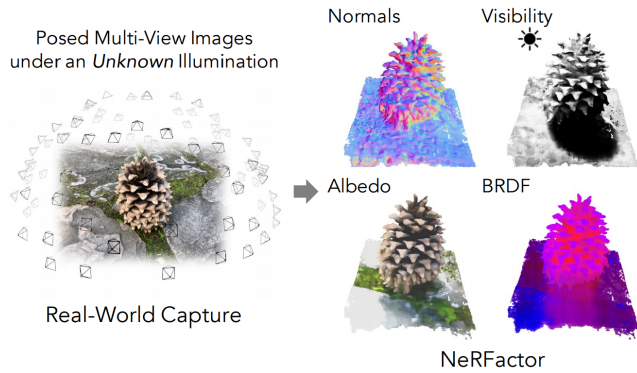 Posed Multi-View Images
under an Unknown Illumination
Real-World Capture
Normals
Visibility
Albedo
BRDF
NeRFactor